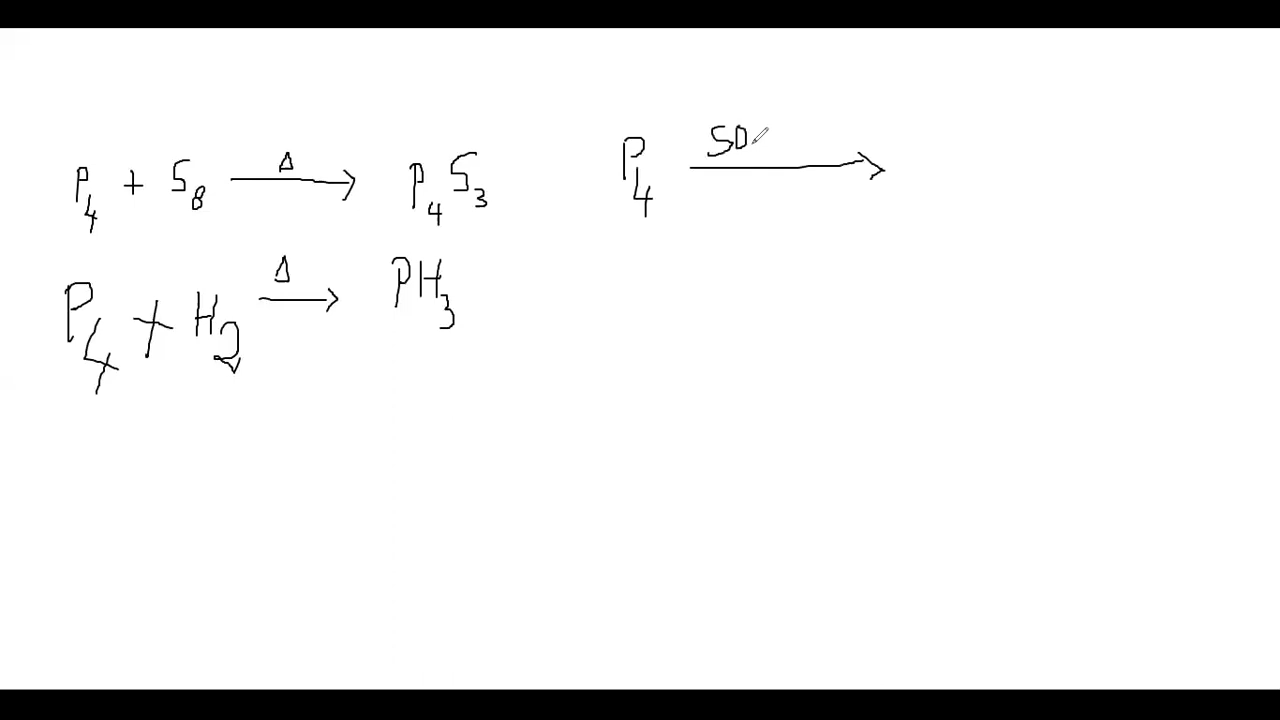 P4 + S8 —Δ→ P4S3
P4 + H2 —Δ→ PH3
P4 —SO→